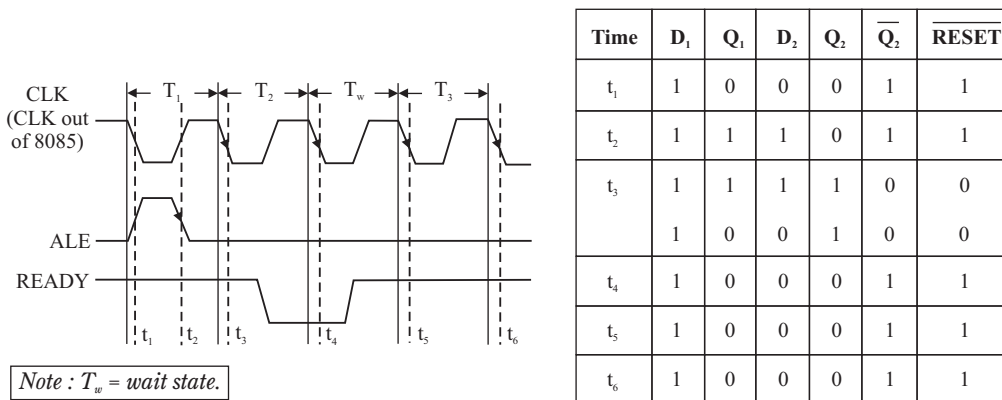 T₁ T₂ T_w T₃
CLK
(CLK out
of 8085)
ALE
READY
t₁ t₂ t₃ t₄ t₅ t₆
Note : T_w = wait state.
Time D₁ Q₁ D₂ Q₂ Q̅₂ R̅E̅S̅E̅T̅
t₁ 1 0 0 0 1 1
t₂ 1 1 1 0 1 1
t₃ 1 1 1 1 0 0
1 0 0 1 0 0
t₄ 1 0 0 0 1 1
t₅ 1 0 0 0 1 1
t₆ 1 0 0 0 1 1